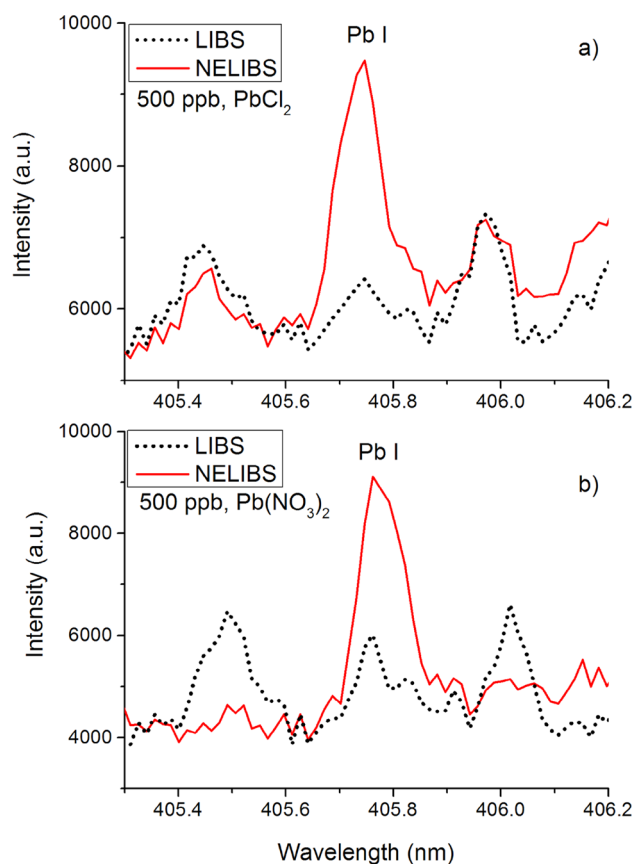 10000
8000
6000
Intensity (a.u.)
LIBS
NELIBS
500 ppb, PbCl₂
Pb I
a)
405.4 405.6 405.8 406.0 406.2
10000
8000
6000
4000
Intensity (a.u.)
LIBS
NELIBS
500 ppb, Pb(NO₃)₂
Pb I
b)
405.4 405.6 405.8 406.0 406.2
Wavelength (nm)